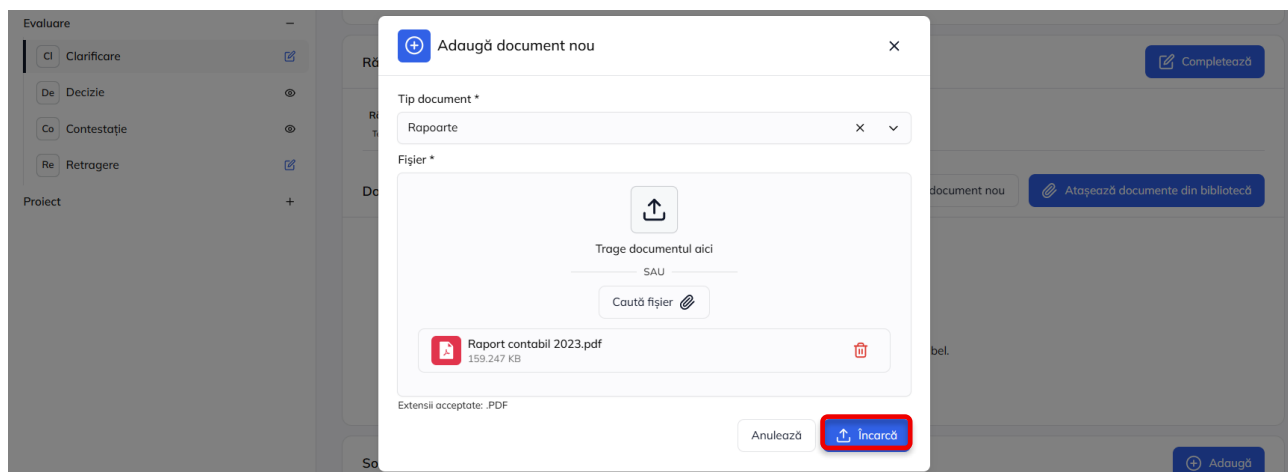 Evaluare
Cl Clarificare
De Decizie
Co Contestație
Re Retragere
Proiect
Adaugă document nou
Tip document *
Rapoarte
Fișier *
Trage documentul aici
SAU
Caută fișier
Raport contabil 2023.pdf
159.247 KB
Extensii acceptate: .PDF
Anulează
Încarcă
Completează
document nou
Atașează documente din bibliotecă
bel.
Adaugă